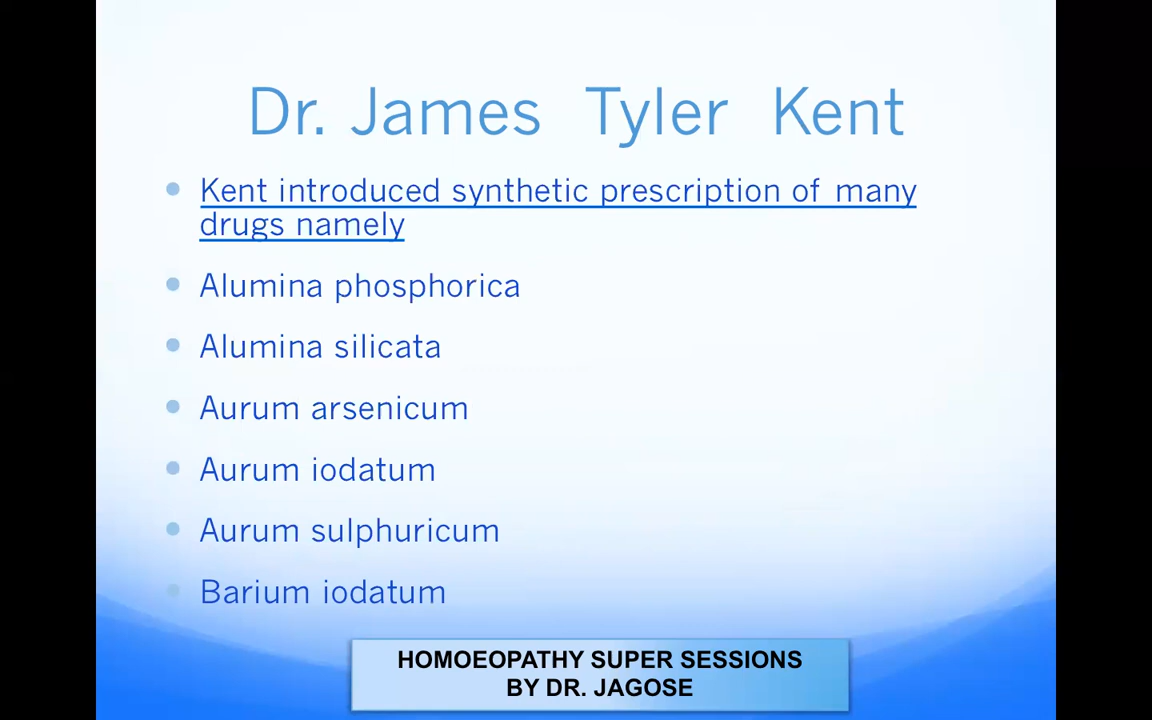 Dr. James Tyler Kent
Kent introduced synthetic prescription of many
drugs namely
Alumina phosphorica
Alumina silicata
Aurum arsenicum
Aurum iodatum
Aurum sulphuricum
Barium iodatum
HOMOEOPATHY SUPER SESSIONS
BY DR. JAGOSE